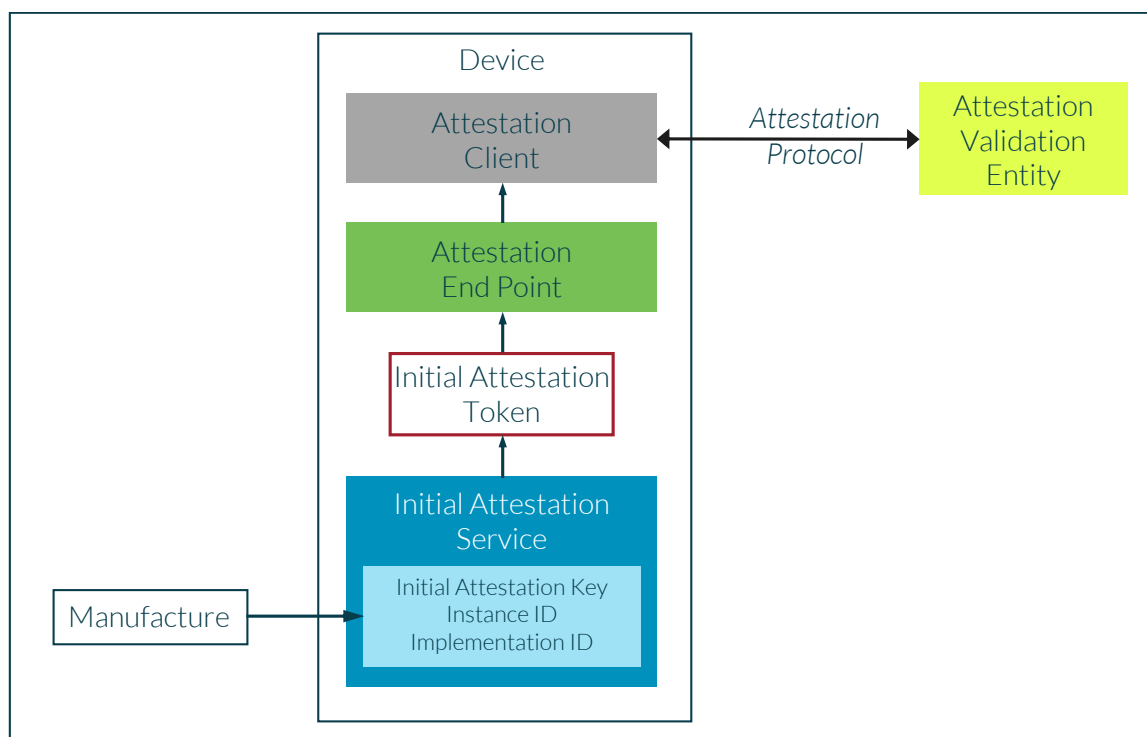 Device
Attestation
Client
Attestation
Protocol
Attestation
Validation
Entity
Attestation
End Point
Initial Attestation
Token
Initial Attestation
Service
Initial Attestation Key
Instance ID
Implementation ID
Manufacture